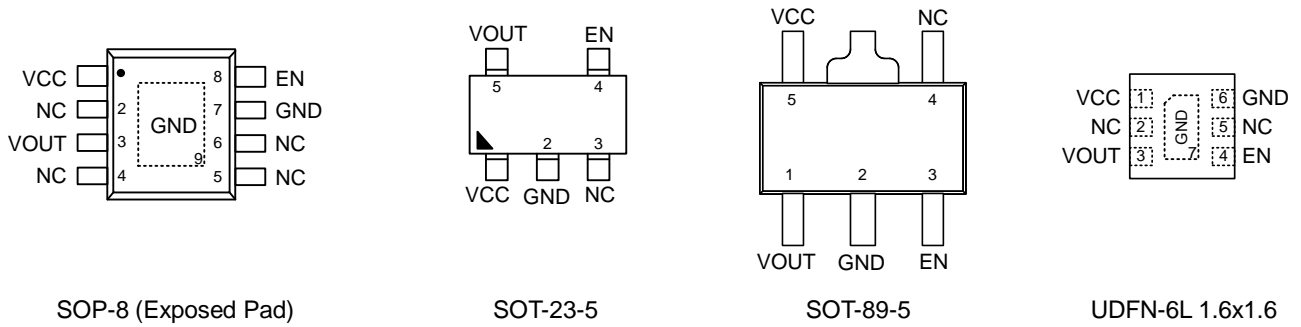 VCC 8 EN
NC 2 7 GND
GND
VOUT 3 6 NC
9
NC 4 5 NC
SOP-8 (Exposed Pad)
VOUT EN
5 4
2 3
VCC GND NC
SOT-23-5
VCC NC
5 4
1 2 3
VOUT GND EN
SOT-89-5
VCC 1 6 GND
NC 2 GND 5 NC
VOUT 3 7 4 EN
UDFN-6L 1.6x1.6